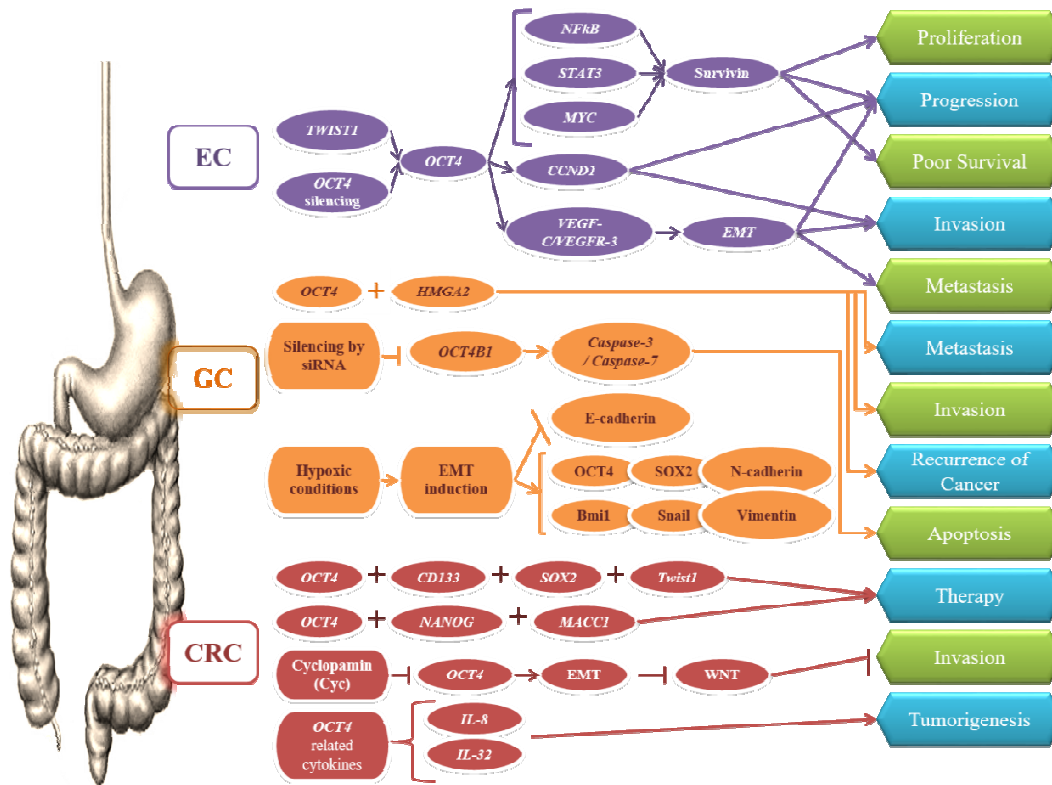 EC
TWIST1
OCT4
silencing
OCT4
NFkB
STAT3
MYC
Survivin
CCND2
VEGF-
C/VEGFR-3
EMT
Proliferation
Progression
Poor Survival
Invasion
Metastasis
GC
OCT4 + HMGA2
Silencing by
siRNA
OCT4B1
Caspase-3
/ Caspase-7
Hypoxic
conditions
EMT
induction
E-cadherin
OCT4 SOX2 N-cadherin
Bmi1 Snail Vimentin
Metastasis
Invasion
Recurrence of
Cancer
Apoptosis
CRC
OCT4 + CD133 + SOX2 + Twist1
OCT4 + NANOG + MACC1
Cyclopamin
(Cyc)
OCT4
EMT
WNT
OCT4
related
cytokines
IL-8
IL-32
Therapy
Invasion
Tumorigenesis